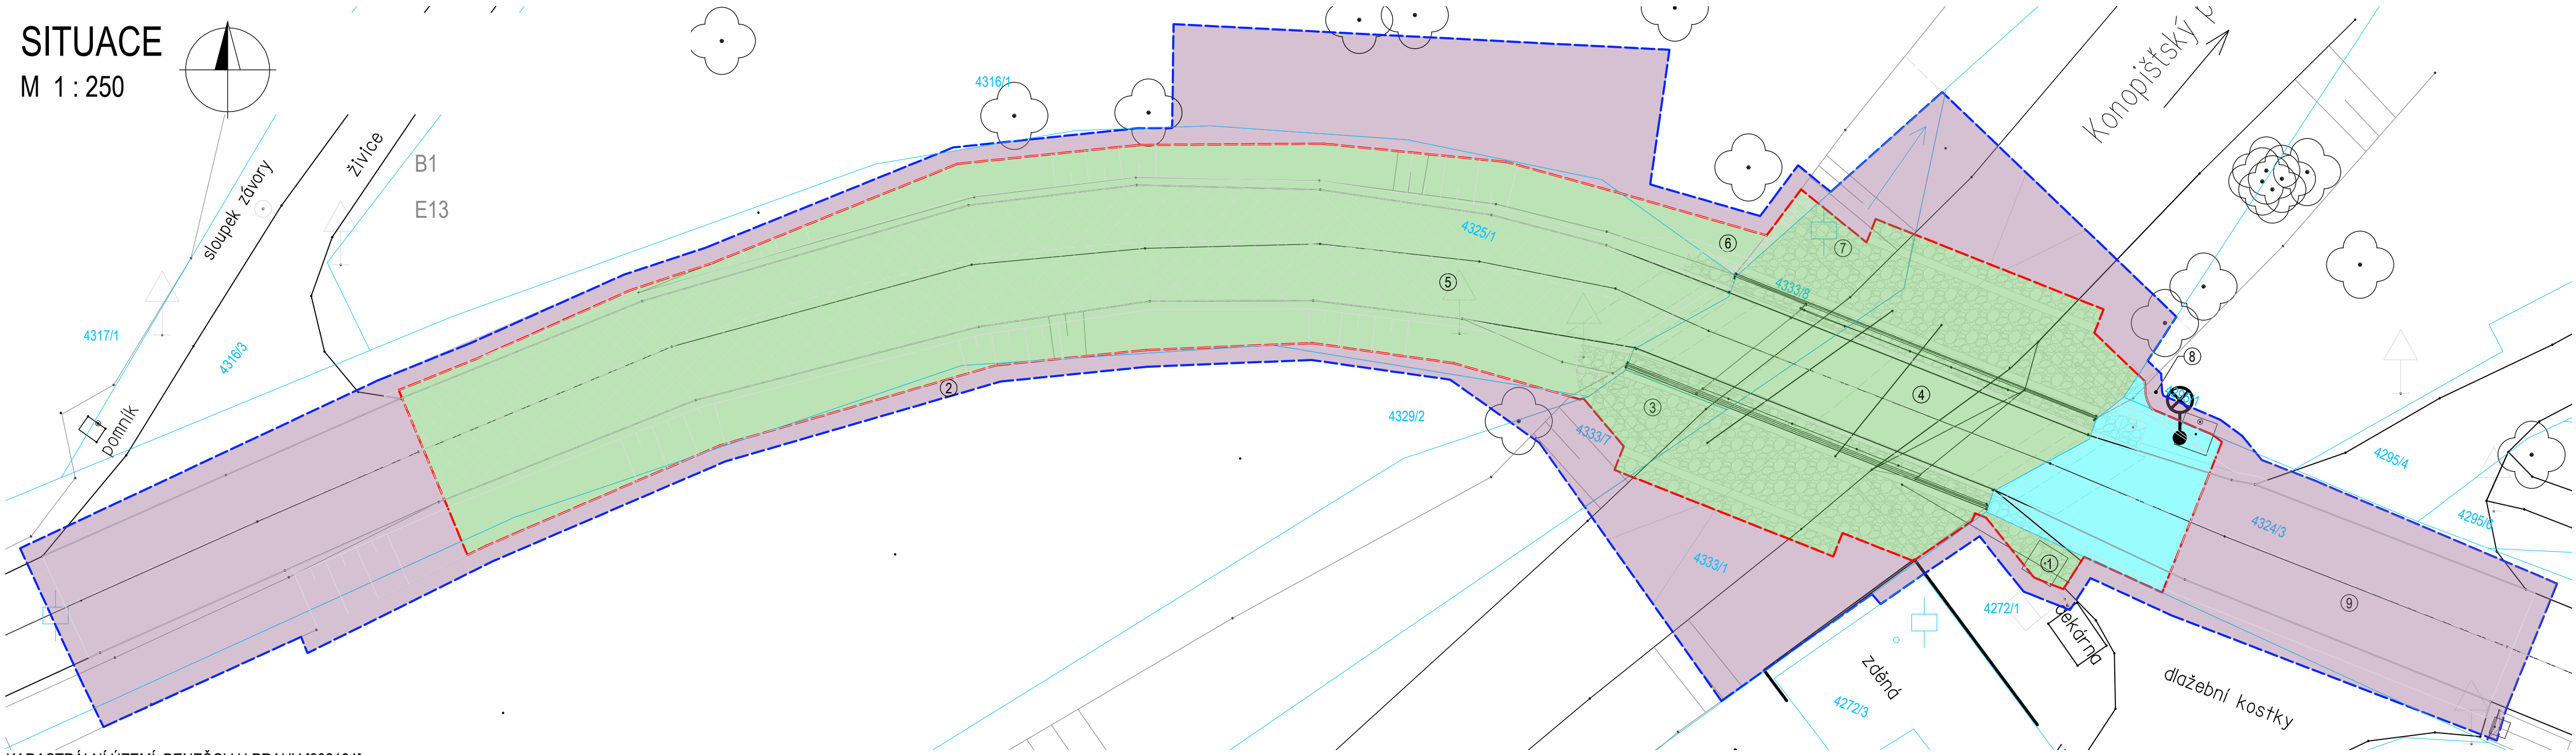 SITUACE
M 1 : 250
B1
E13
sloupek závory
živice
4317/1
4316/3
pomník
4316/1
4325/1
6
7
5
4333/8
Konopišťský p
8
2
3
4
4329/2
4333/7
4333/1
1
4272/1
dekárna
zděná
4272/3
dlažební kostky
4324/3
9
4295/4